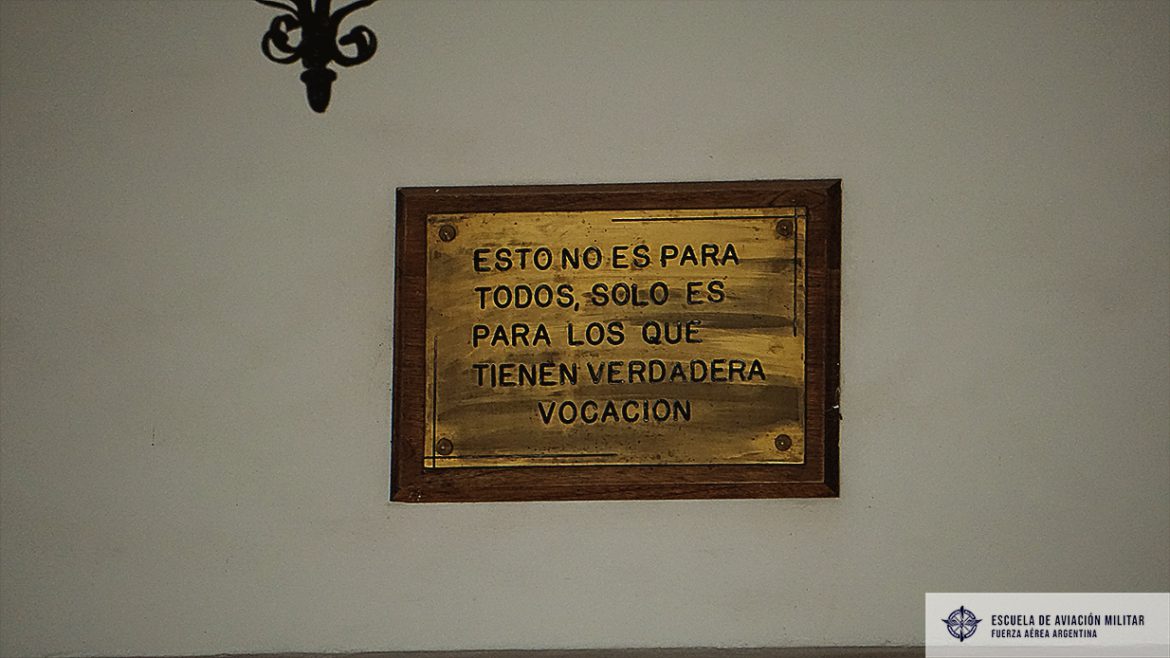 ESTO NO ES PARA
TODOS, SOLO ES
PARA LOS QUE
TIENEN VERDADERA
VOCACION
ESCUELA DE AVIACIÓN MILITAR
FUERZA AÉREA ARGENTINA